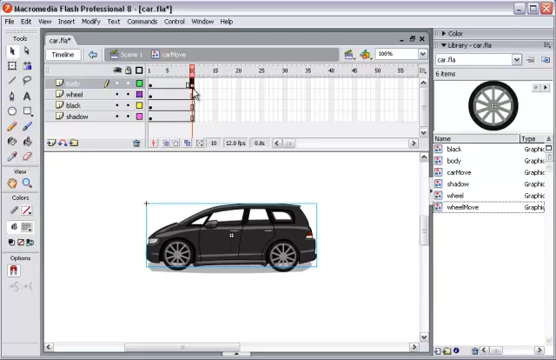 Macromedia Flash Professional 8 - [car.fla*]
File Edit View Insert Modify Text Commands Control Window Help
Tools
car.fla*
Timeline
Scene 1
carMove
100%
1 5 10 15 20 25 30 35 40 45 50 55
body
wheel
black
shadow
10 12.0 fps 0.8s
View
Colors
Options
Color
Library - car.fla
car.fla
6 items
Name Type
black Graphic
body Graphic
carMove Graphic
shadow Graphic
wheel Graphic
wheelMove Graphic